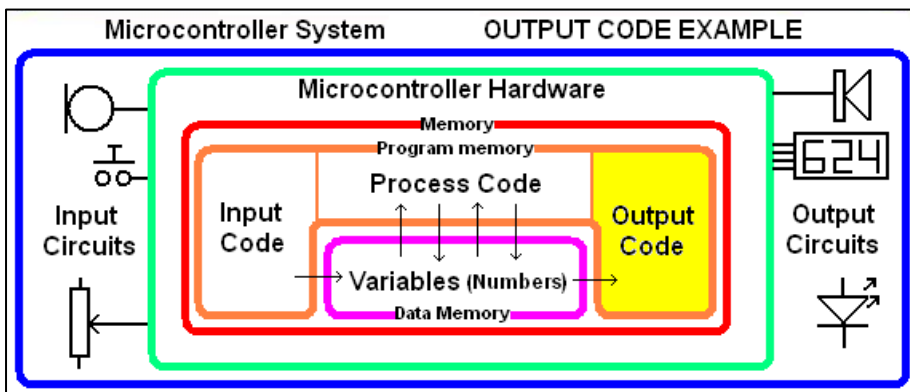 Microcontroller System OUTPUT CODE EXAMPLE
Microcontroller Hardware
Memory
Program memory
624
Process Code
Input
Circuits
Input
Code
Output
Code
Output
Circuits
Variables (Numbers)
Data Memory